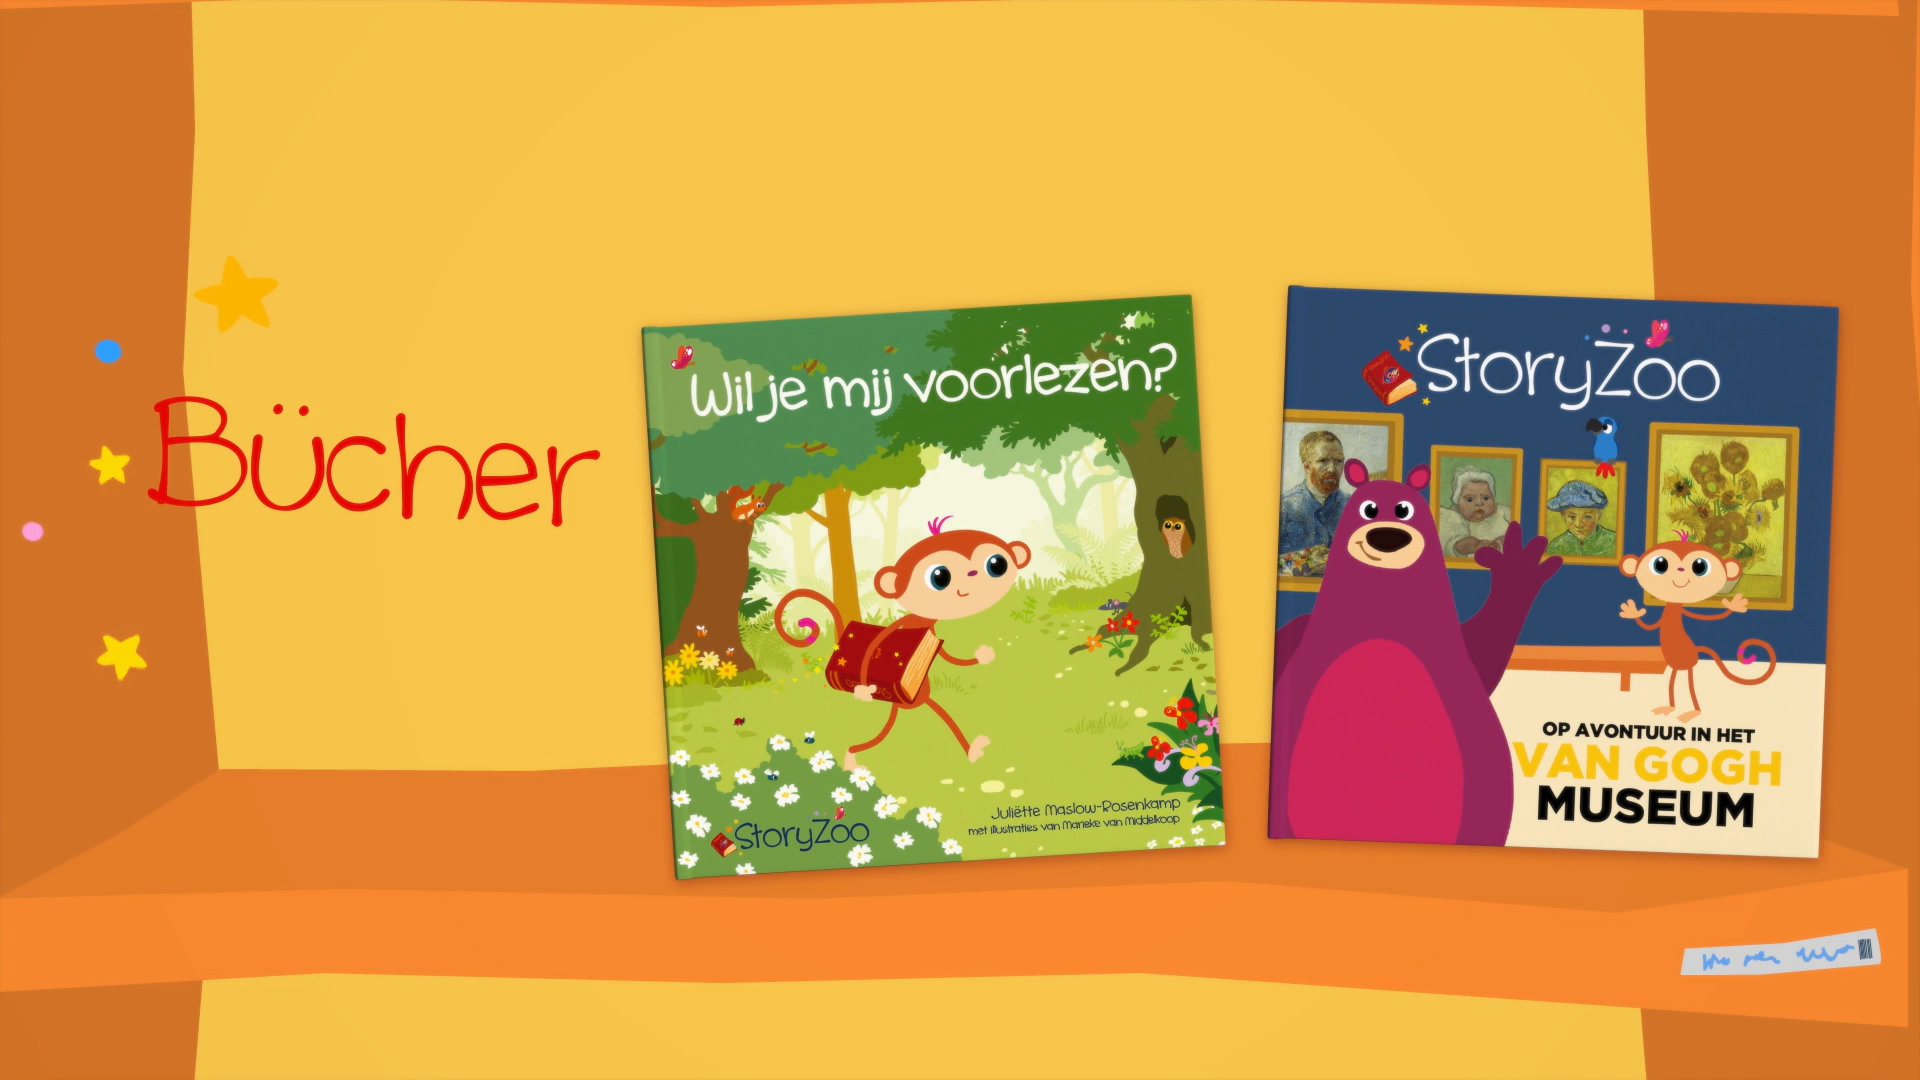 Bücher
Wil je mij voorlezen?
Juliëtte Maslow-Rosenkamp
met illustraties van Marieke van Middelkoop
StoryZoo
StoryZoo
OP AVONTUUR IN HET
VAN GOGH
MUSEUM